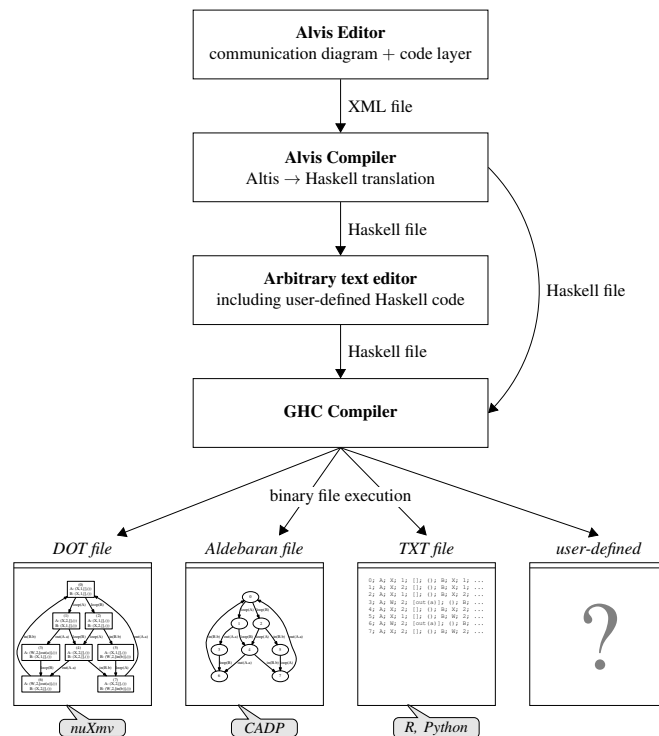 Alvis Editor
communication diagram + code layer
XML file
Alvis Compiler
Altis → Haskell translation
Haskell file
Arbitrary text editor
including user-defined Haskell code
Haskell file
Haskell file
GHC Compiler
binary file execution
DOT file
Aldebaran file
TXT file
user-defined
0; A; X; 1; []; (); B; X; 1; ...
1; A; X; 2; []; (); B; X; 1; ...
2; A; X; 1; []; (); B; X; 2; ...
3; A; W; 2; [out(a)]; (); B; ...
4; A; X; 2; []; (); B; X; 2; ...
5; A; X; 1; []; (); B; W; 2; ...
6; A; W; 2; [out(a)]; (); B; ...
7; A; X; 2; []; (); B; W; 2; ...
?
nuXmv
CADP
R, Python